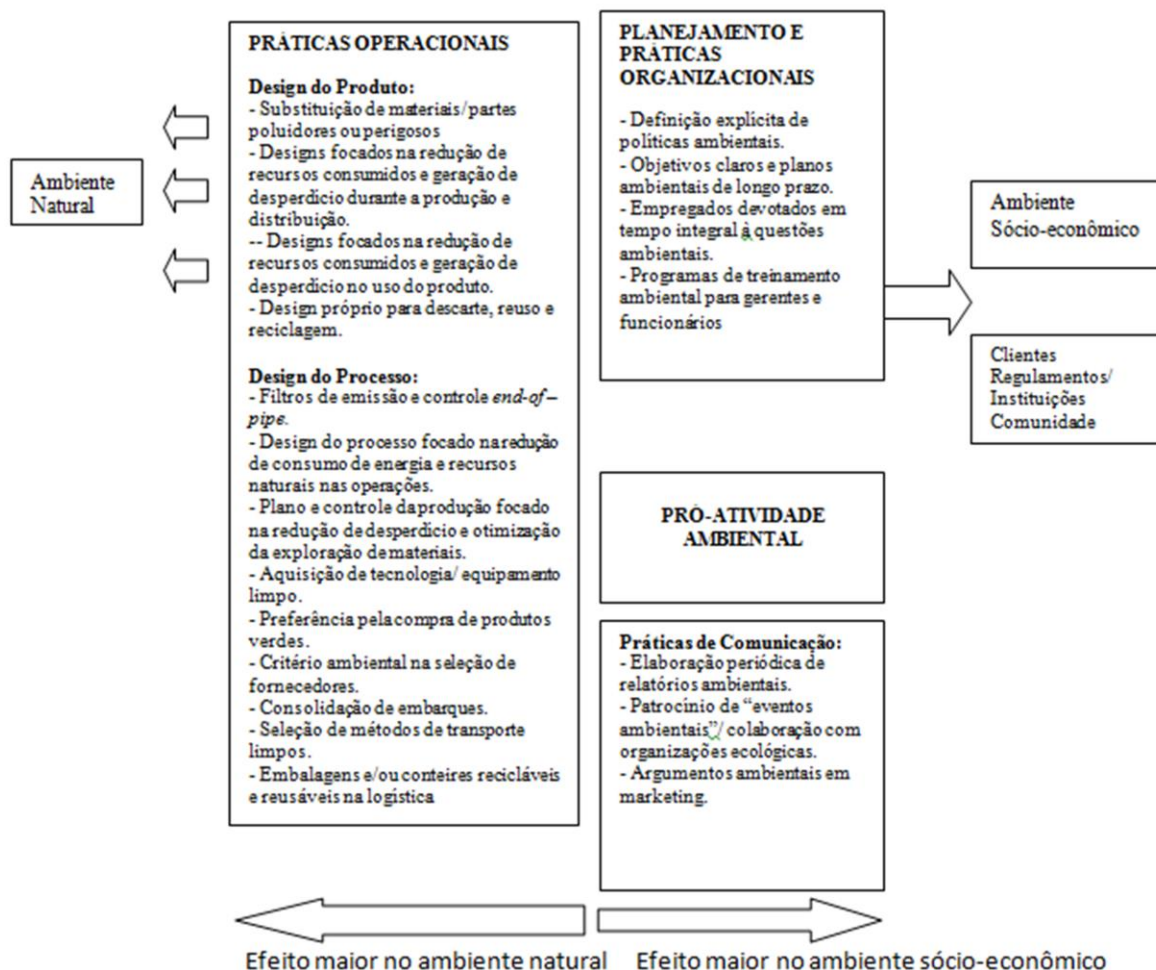 Ambiente
Natural
PRÁTICAS OPERACIONAIS
Design do Produto:
- Substituição de materiais/partes
poluidores ou perigosos
- Designs focados na redução de
recursos consumidos e geração de
desperdício durante a produção e
distribuição.
-- Designs focados na redução de
recursos consumidos e geração de
desperdício no uso do produto.
- Design próprio para descarte, reuso e
reciclagem.
Design do Processo:
- Filtros de emissão e controle end-of–
pipe.
- Design do processo focado na redução
de consumo de energia e recursos
naturais nas operações.
- Plano e controle da produção focado
na redução de desperdício e otimização
da exploração de materiais.
- Aquisição de tecnologia/ equipamento
limpo.
- Preferência pela compra de produtos
verdes.
- Critério ambiental na seleção de
fornecedores.
- Consolidação de embarques.
- Seleção de métodos de transporte
limpos.
- Embalagens e/ou conteires recicláveis
e reusáveis na logística
PLANEJAMENTO E
PRÁTICAS
ORGANIZACIONAIS
- Definição explícita de
políticas ambientais.
- Objetivos claros e planos
ambientais de longo prazo.
- Empregados devotados em
tempo integral à questões
ambientais.
- Programas de treinamento
ambiental para gerentes e
funcionários
PRÓ-ATIVIDADE
AMBIENTAL
Práticas de Comunicação:
- Elaboração periódica de
relatórios ambientais.
- Patrocínio de “eventos
ambientais”/ colaboração com
organizações ecológicas.
- Argumentos ambientais em
marketing.
Ambiente
Sócio-econômico
Clientes
Regulamentos/
Instituições
Comunidade
Efeito maior no ambiente natural
Efeito maior no ambiente sócio-econômico